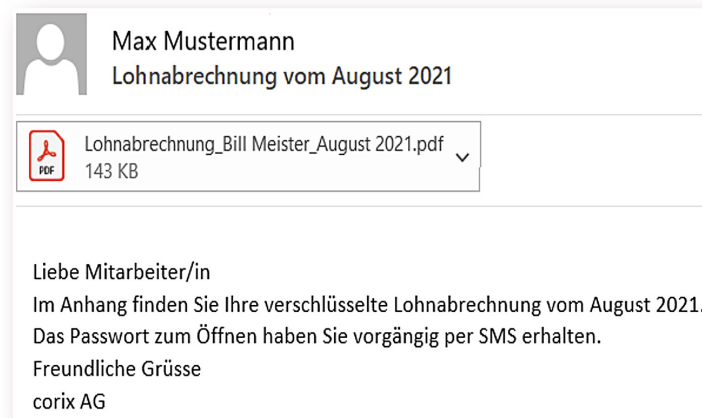 Max Mustermann
Lohnabrechnung vom August 2021
Lohnabrechnung_Bill Meister_August 2021.pdf
PDF
143 KB
Liebe Mitarbeiter/in
Im Anhang finden Sie Ihre verschlüsselte Lohnabrechnung vom August 2021.
Das Passwort zum Öffnen haben Sie vorgängig per SMS erhalten.
Freundliche Grüsse
corix AG